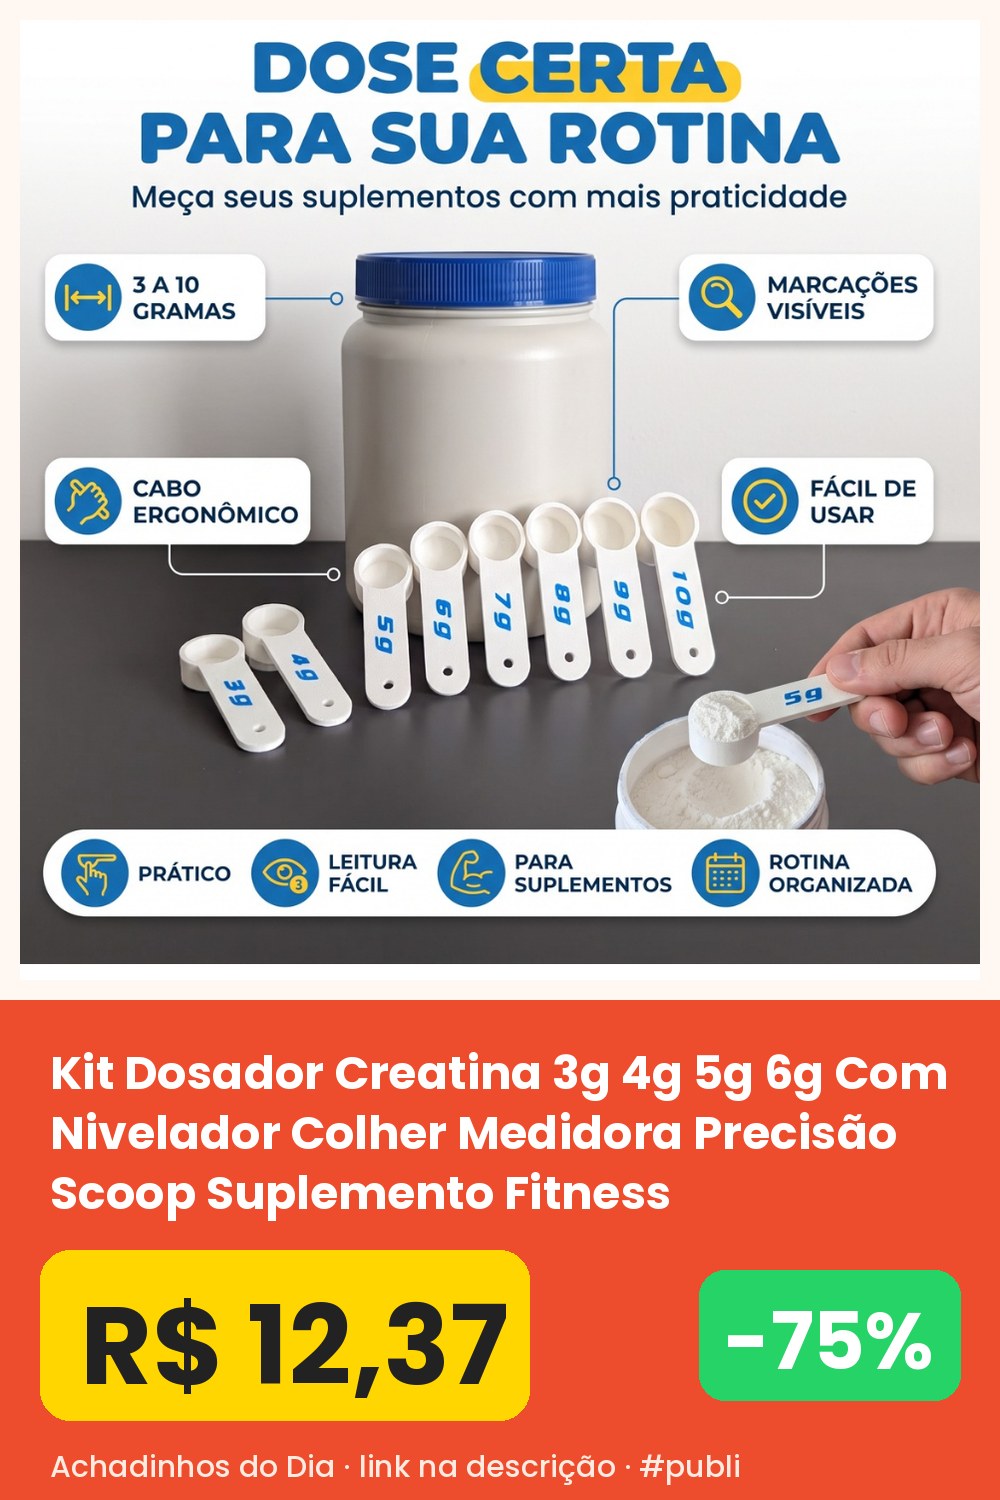 DOSE CERTA
PARA SUA ROTINA
Meça seus suplementos com mais praticidade
3 A 10
GRAMAS
MARCAÇÕES
VISÍVEIS
CABO
ERGONÔMICO
FÁCIL DE
USAR
3g
4g
5g
6g
7g
8g
9g
10g
5g
PRÁTICO
LEITURA
FÁCIL
3
PARA
SUPLEMENTOS
ROTINA
ORGANIZADA
Kit Dosador Creatina 3g 4g 5g 6g Com
Nivelador Colher Medidora Precisão
Scoop Suplemento Fitness
R$ 12,37
-75%
Achadinhos do Dia · link na descrição · #publi